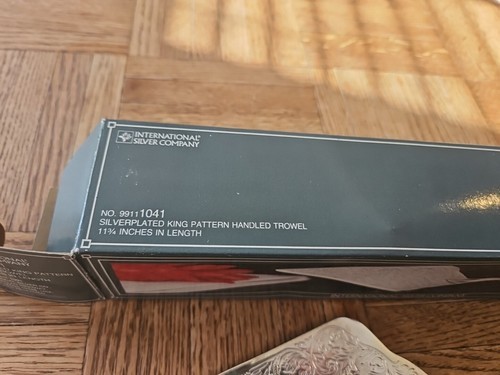 INTERNATIONAL®
SILVER COMPANY
NO. 99111041
SILVERPLATED KING PATTERN HANDLED TROWEL
11¾ INCHES IN LENGTH